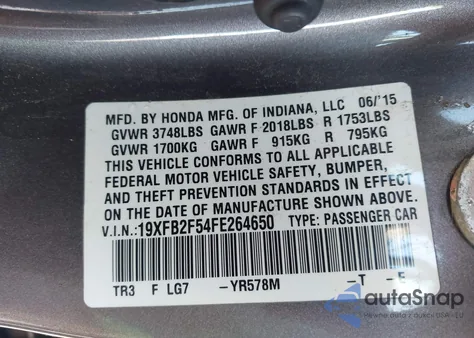 MFD. BY HONDA MFG. OF INDIANA, LLC 06/'15
GVWR 3748LBS GAWR F 2018LBS R 1753LBS
GVWR 1700KG GAWR F 915KG R 795KG
THIS VEHICLE CONFORMS TO ALL APPLICABLE
FEDERAL MOTOR VEHICLE SAFETY, BUMPER,
AND THEFT PREVENTION STANDARDS IN EFFECT
ON THE DATE OF MANUFACTURE SHOWN ABOVE.
V.I.N.:19XFB2F54FE264650 TYPE: PASSENGER CAR
TR3 F LG7 -YR578M -T -E
autoSnap